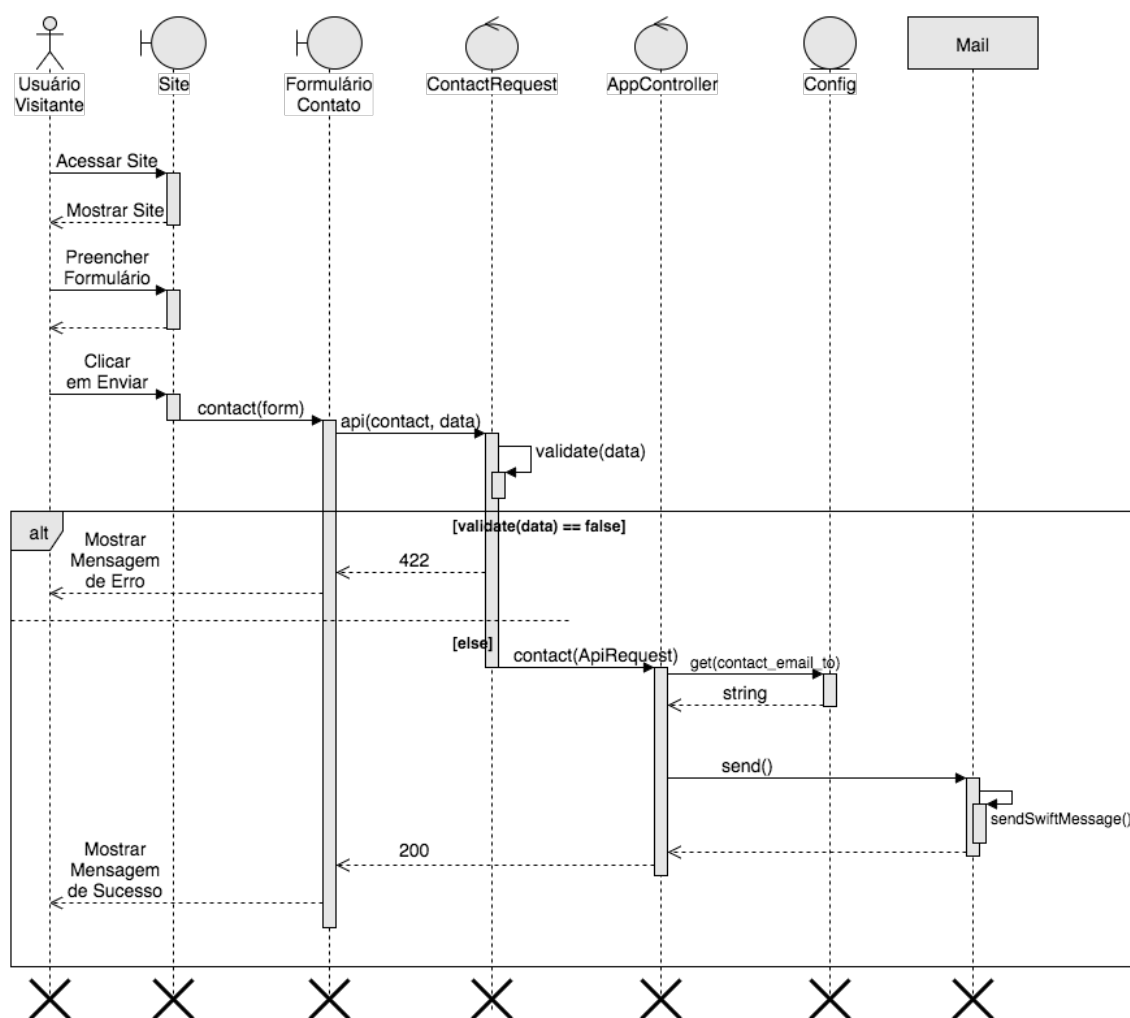 Usuário
Visitante
Site
Formulário
Contato
ContactRequest
AppController
Config
Mail
Acessar Site
Mostrar Site
Preencher
Formulário
Clicar
em Enviar
contact(form)
api(contact, data)
validate(data)
alt
[validate(data) == false]
Mostrar
Mensagem
de Erro
422
[else]
contact(ApiRequest)
get(contact_email_to)
string
send()
sendSwiftMessage()
200
Mostrar
Mensagem
de Sucesso